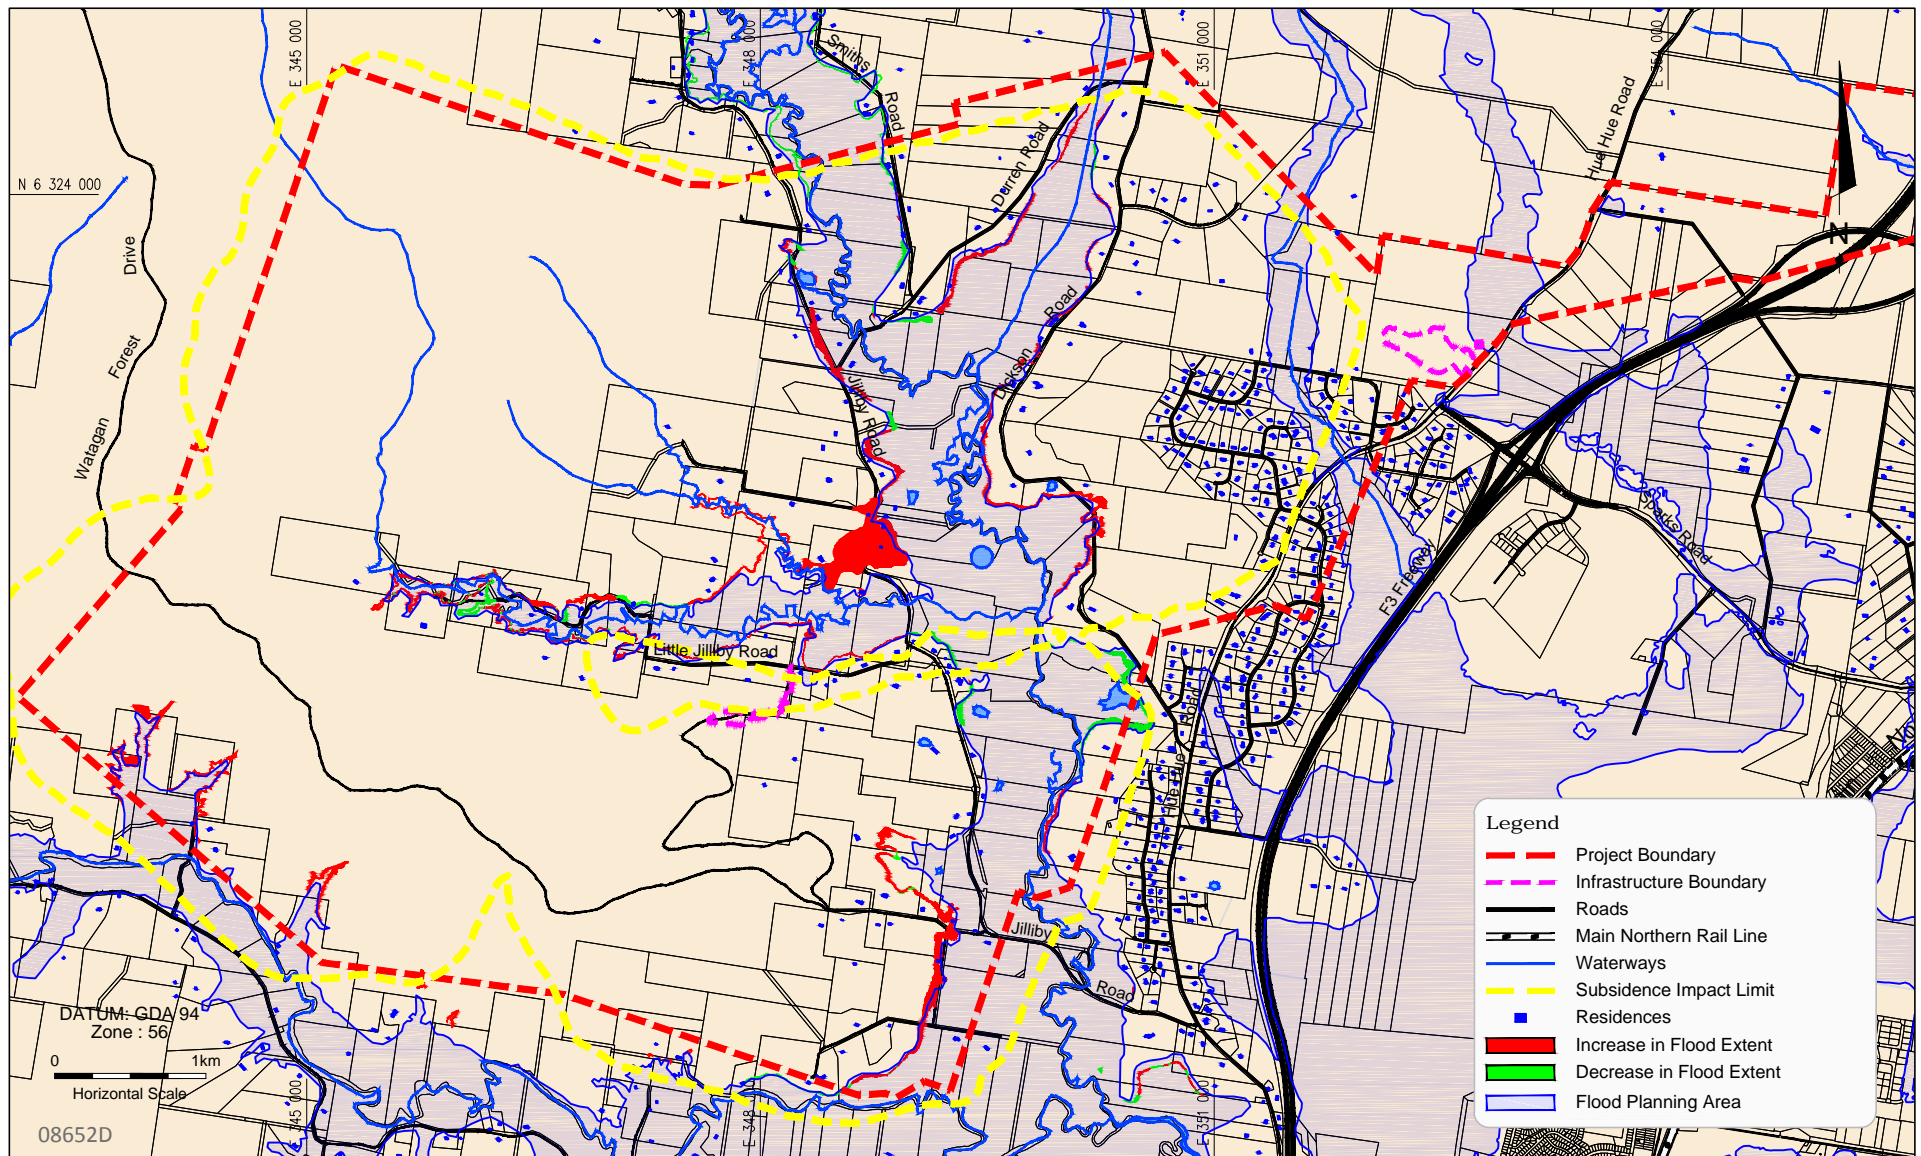 E 345 000
E 348 000
E 351 000
E 354 000
Smiths
Road
Hue Hue Road
Durren Road
N 6 324 000
N
Drive
Forest
Watagan
Dickson
Road
Jilliby Road
Sparks Road
F3 Freeway
Little Jilliby Road
Hue Hue Road
Jilliby
Road
DATUM: GDA 94
Zone : 56
0 1km
Horizontal Scale
E 345 000
E 348 000
E 351 000
08652D
Legend
Project Boundary
Infrastructure Boundary
Roads
Main Northern Rail Line
Waterways
Subsidence Impact Limit
Residences
Increase in Flood Extent
Decrease in Flood Extent
Flood Planning Area